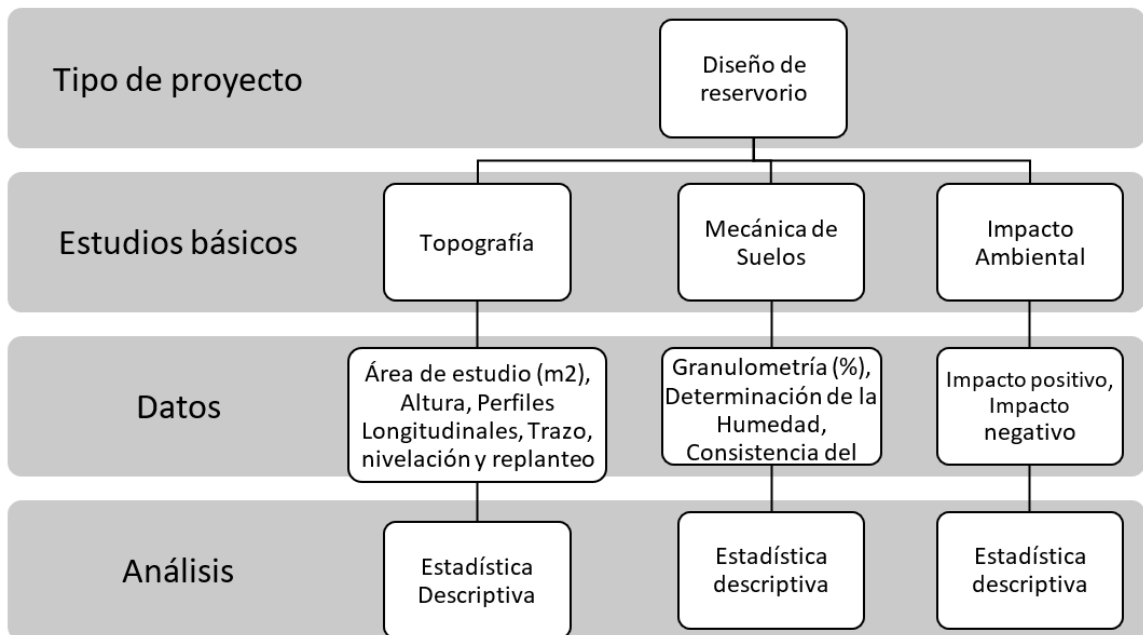 Tipo de proyecto
Diseño de
reservorio
Estudios básicos
Topografía
Mecánica de
Suelos
Impacto
Ambiental
Datos
Área de estudio (m2),
Altura, Perfiles
Longitudinales, Trazo,
nivelación y replanteo
Granulometría (%),
Determinación de la
Humedad,
Consistencia del
Impacto positivo,
Impacto
negativo
Análisis
Estadística
Descriptiva
Estadística
descriptiva
Estadística
descriptiva